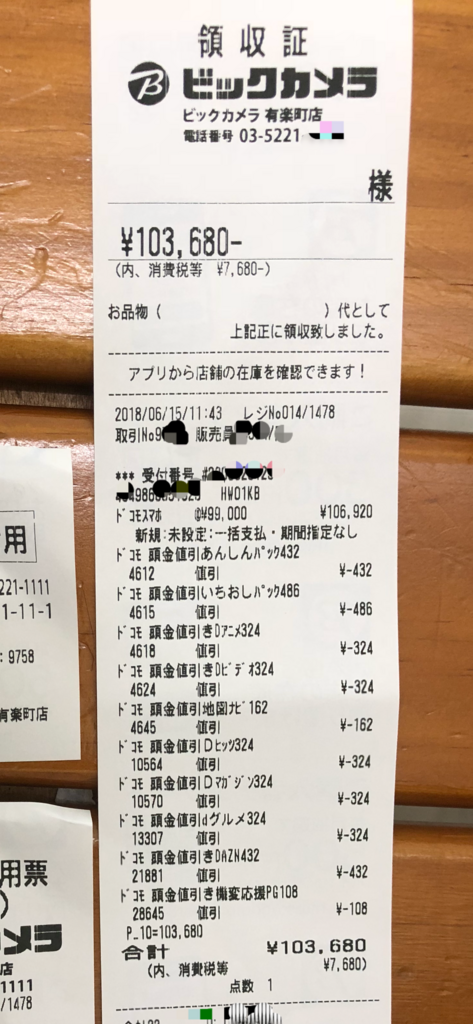 領収証
ビックカメラ
ビックカメラ 有楽町店
電話番号 03-5221-
様
¥103,680-
(内、消費税等 ¥7,680-)
お品物 ( )代として
上記正に領収致しました。
アプリから店舗の在庫を確認できます!
2018/06/15/11:43 レジNo014/1478
取引No 販売員
*** 受付番号
HW01KB
ドコモスマホ @¥99,000 ¥106,920
新規:未設定:一括支払・期間指定なし
ドコモ 頭金値引あんしんパック432
4612 値引 ¥-432
ドコモ 頭金値引いちおしパック486
4615 値引 ¥-486
ドコモ 頭金値引きDアニメ324
4618 値引 ¥-324
ドコモ 頭金値引きDビデオ324
4624 値引 ¥-324
ドコモ 頭金値引地図ナビ162
4645 値引 ¥-162
ドコモ 頭金値引Dヒッツ324
10564 値引 ¥-324
ドコモ 頭金値引Dマガジン324
10570 値引 ¥-324
ドコモ 頭金値引dグルメ324
13307 値引 ¥-324
ドコモ 頭金値引きDAZN432
21881 値引 ¥-432
ドコモ 頭金値引き機変応援PG108
28645 値引 ¥-108
P_10=103,680
合計 ¥103,680
(内、消費税等 ¥7,680)
点数 1
用
221-1111
1-11-1
: 9758
有楽町店
用票
)
メラ
店
1111
/1478